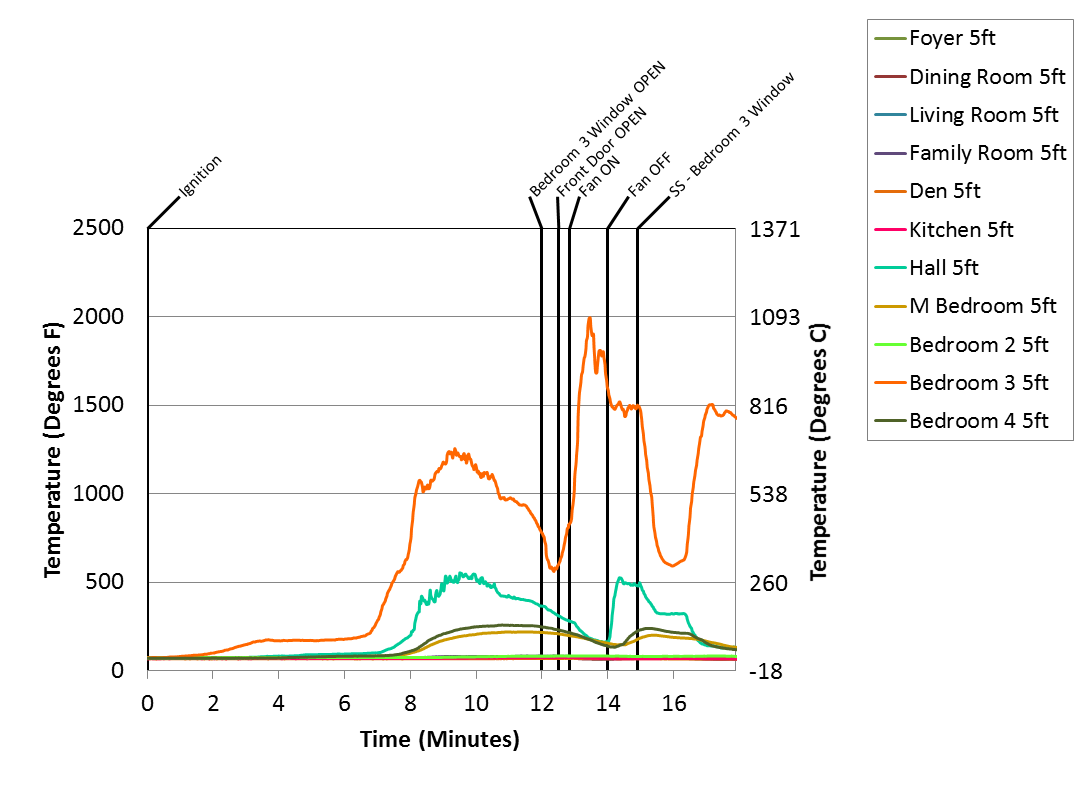 Ignition
Bedroom 3 Window OPEN
Front Door OPEN
Fan ON
Fan OFF
SS - Bedroom 3 Window
Temperature (Degrees F)
2500
2000
1500
1000
500
0
1371
1093
816
538
260
-18
Temperature (Degrees C)
0 2 4 6 8 10 12 14 16
Time (Minutes)
Foyer 5ft
Dining Room 5ft
Living Room 5ft
Family Room 5ft
Den 5ft
Kitchen 5ft
Hall 5ft
M Bedroom 5ft
Bedroom 2 5ft
Bedroom 3 5ft
Bedroom 4 5ft